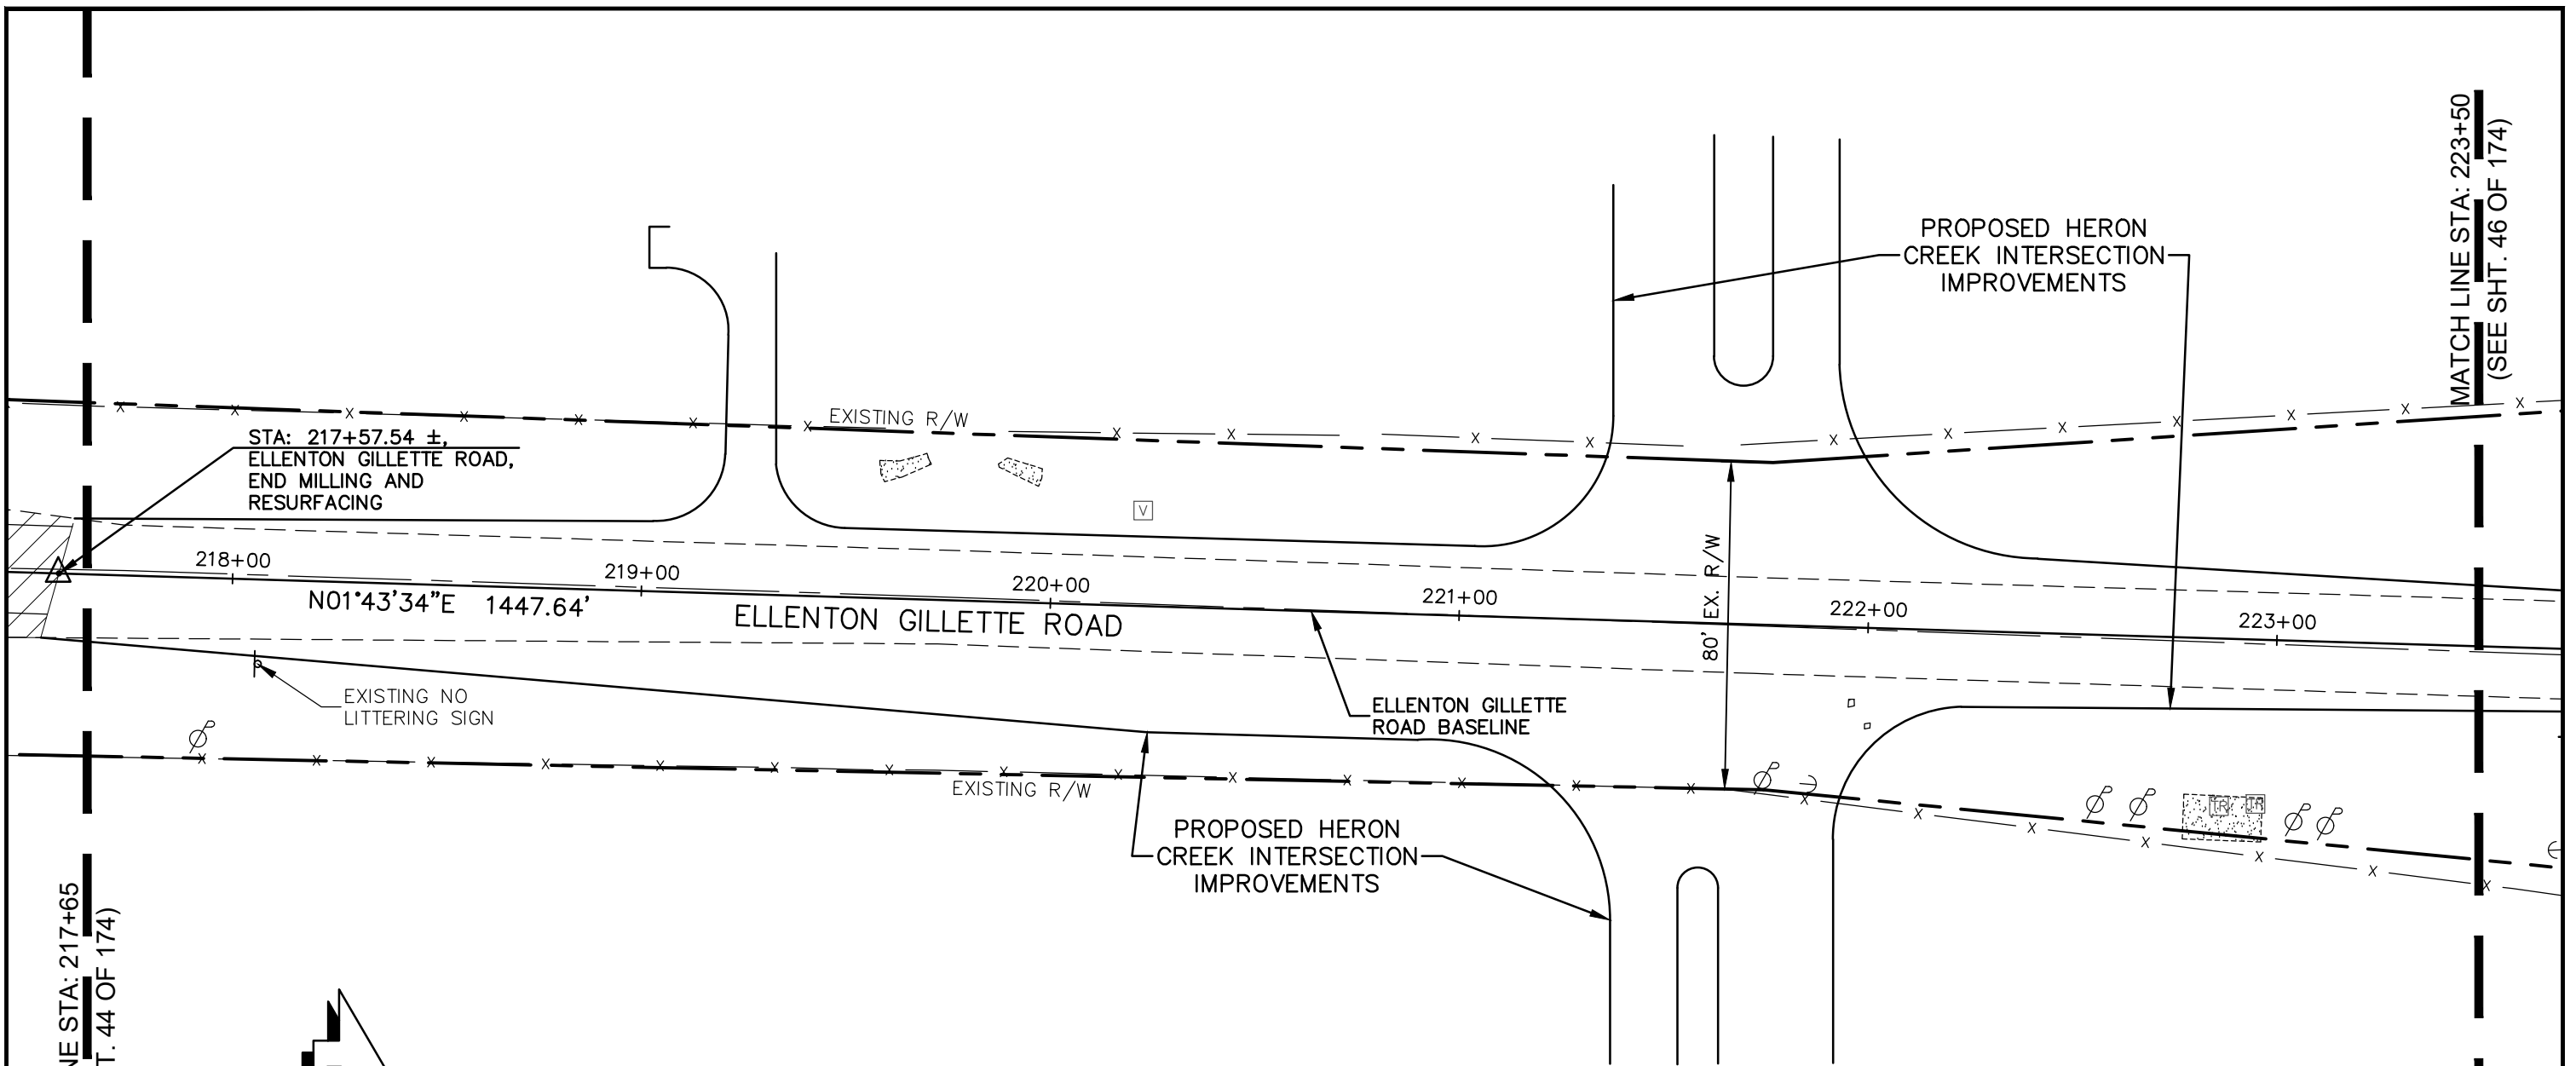 MATCH LINE STA: 223+50
(SEE SHT. 46 OF 174)
PROPOSED HERON
CREEK INTERSECTION
IMPROVEMENTS
EXISTING R/W
STA: 217+57.54 ±,
ELLENTON GILLETTE ROAD,
END MILLING AND
RESURFACING
V
218+00
219+00
220+00
221+00
222+00
223+00
N01°43'34"E 1447.64'
ELLENTON GILLETTE ROAD
80' EX. R/W
EXISTING NO
LITTERING SIGN
ELLENTON GILLETTE
ROAD BASELINE
EXISTING R/W
TR
TR
PROPOSED HERON
CREEK INTERSECTION
IMPROVEMENTS
STA: 217+65
44 OF 174)